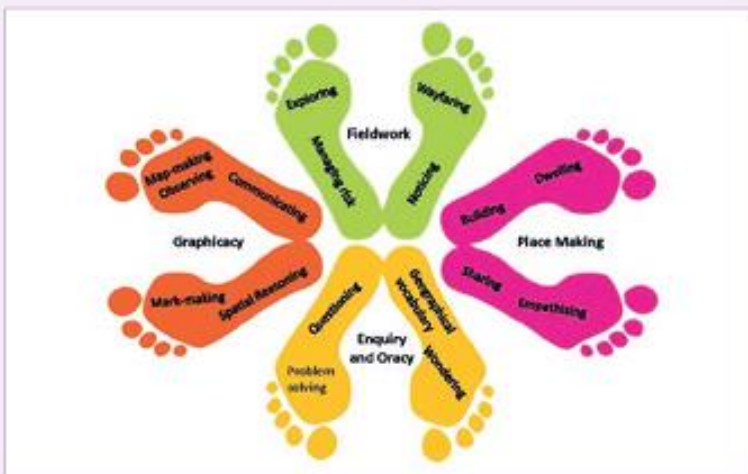 Exploring
Managing risk
Fieldwork
Wayfaring
Noticing
Map-making
Observing
Communicating
Graphicacy
Mark-making
Spatial Reasoning
Dwelling
Building
Place Making
Sharing
Empathising
Questioning
Problem
solving
Enquiry
and Oracy
Geographical
vocabulary
Wondering